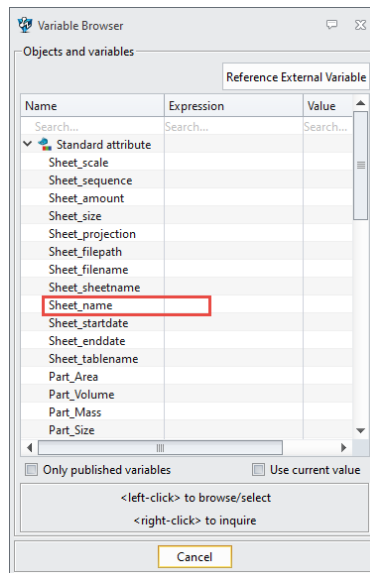 Variable Browser
Objects and variables
Reference External Variable
Name Expression Value
Search... Search... Search...
Standard attribute
Sheet_scale
Sheet_sequence
Sheet_amount
Sheet_size
Sheet_projection
Sheet_filepath
Sheet_filename
Sheet_sheetname
Sheet_name
Sheet_startdate
Sheet_enddate
Sheet_tablename
Part_Area
Part_Volume
Part_Mass
Part_Size
Only published variables Use current value
<left-click> to browse/select
<right-click> to inquire
Cancel